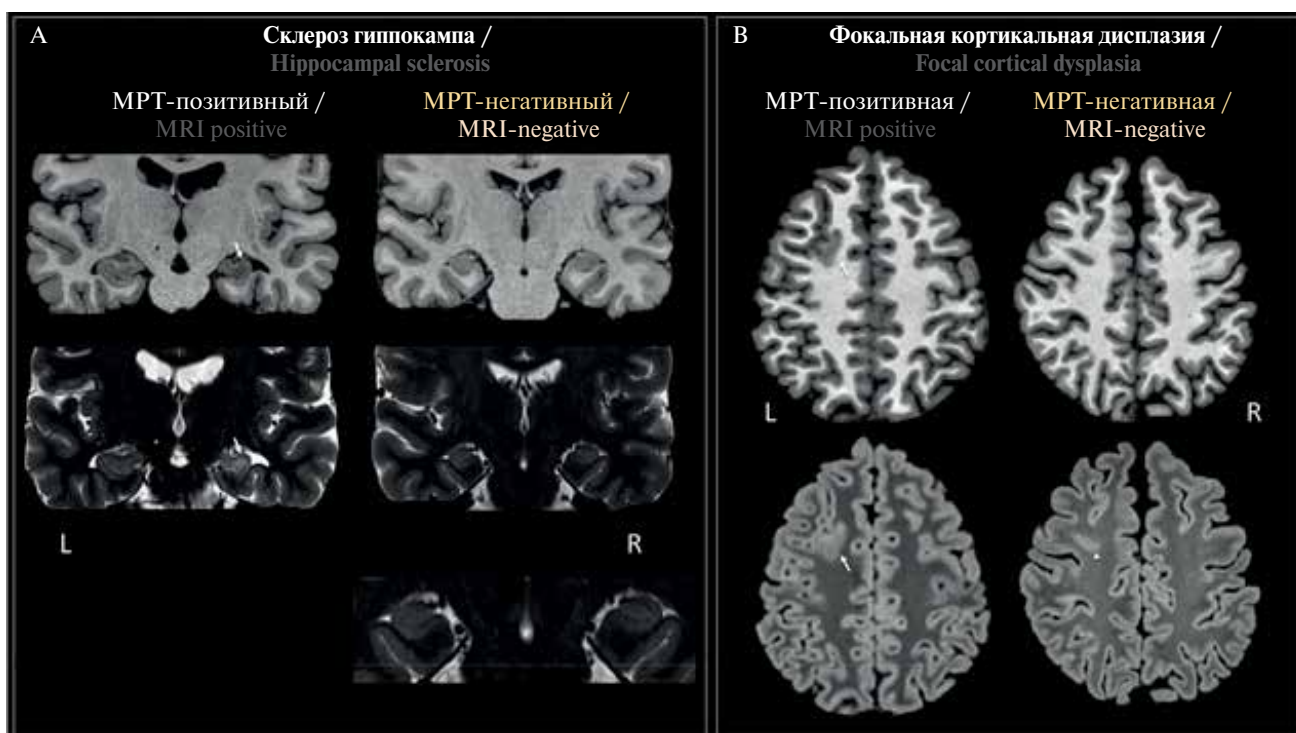 A
Склероз гиппокампа /
Hippocampal sclerosis
МРТ-позитивный /
MRI positive
МРТ-негативный /
MRI-negative
L
R
B
Фокальная кортикальная дисплазия /
Focal cortical dysplasia
МРТ-позитивная /
MRI positive
МРТ-негативная /
MRI-negative
L
R